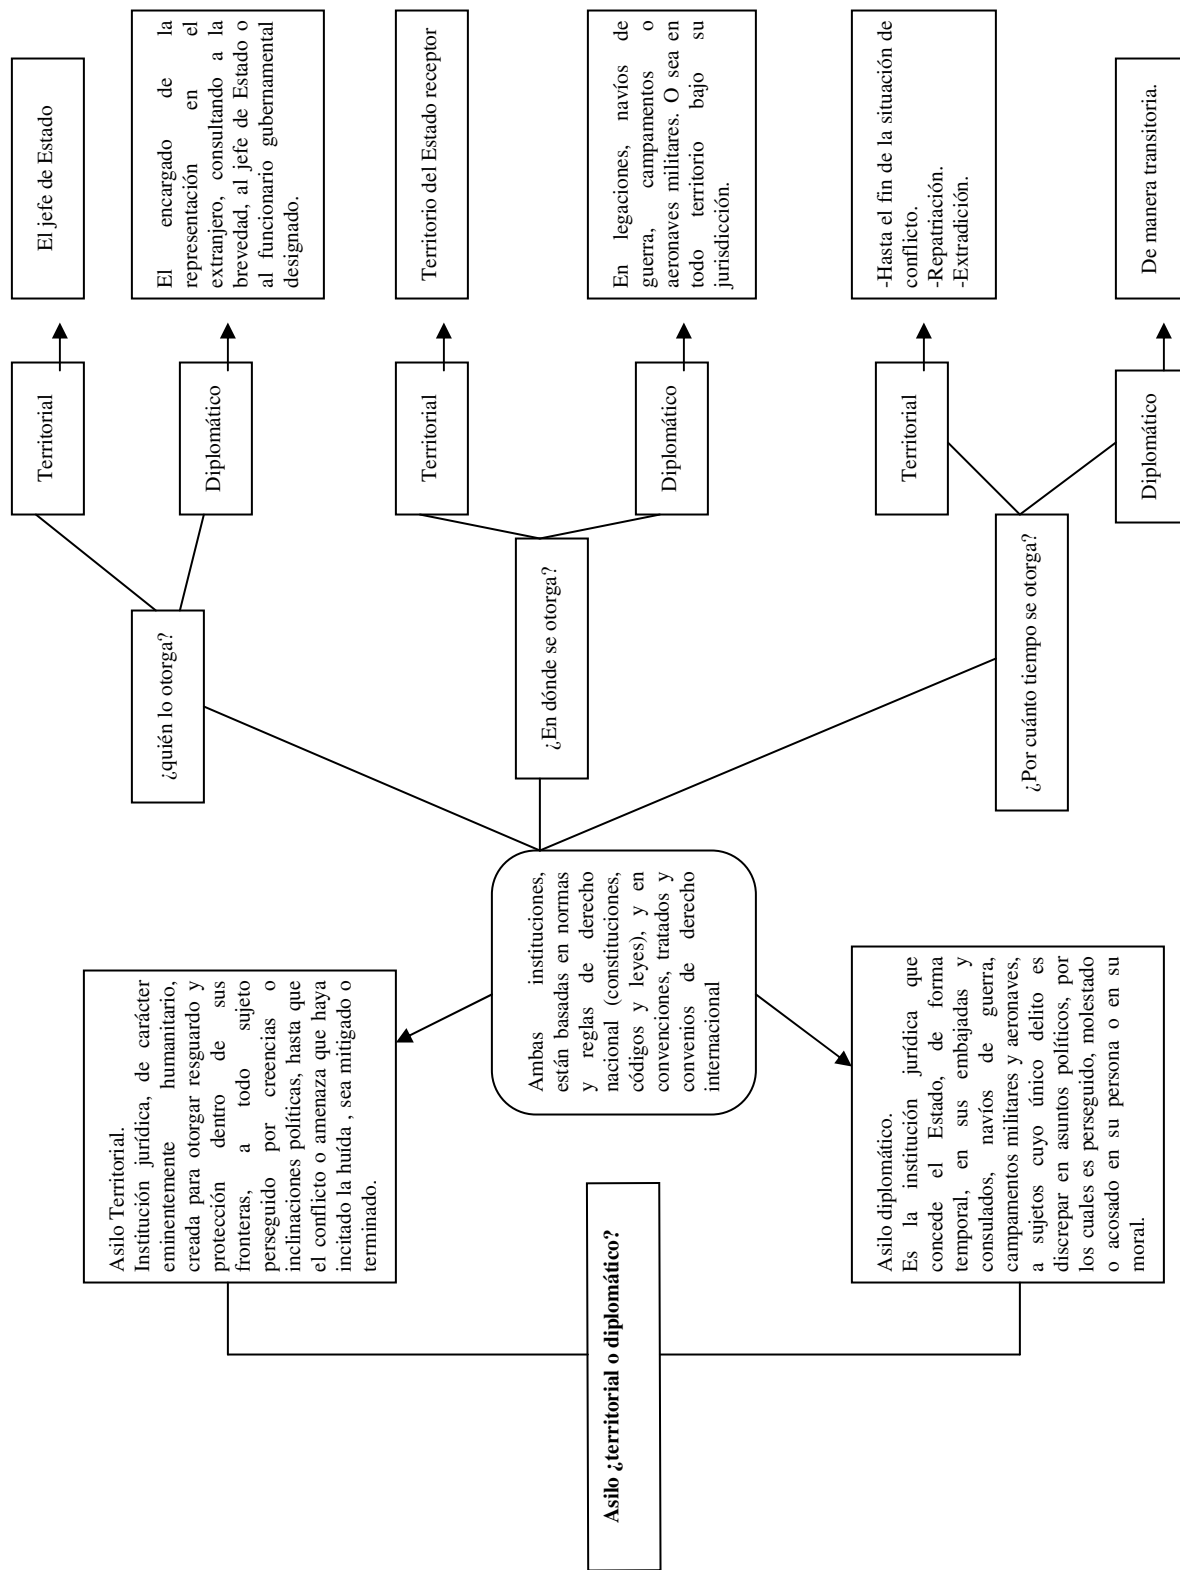 Asilo ¿territorial o diplomático?
Asilo Territorial.
Institución jurídica, de carácter
eminentemente humanitario,
creada para otorgar resguardo y
protección dentro de sus
fronteras, a todo sujeto
perseguido por creencias o
inclinaciones políticas, hasta que
el conflicto o amenaza que haya
incitado la huída , sea mitigado o
terminado.
Asilo diplomático.
Es la institución jurídica que
concede el Estado, de forma
temporal, en sus embajadas y
consulados, navíos de guerra,
campamentos militares y aeronaves,
a sujetos cuyo único delito es
discrepar en asuntos políticos, por
los cuales es perseguido, molestado
o acosado en su persona o en su
moral.
Ambas instituciones,
están basadas en normas
y reglas de derecho
nacional (constituciones,
códigos y leyes), y en
convenciones, tratados y
convenios de derecho
internacional
¿quién lo otorga?
Territorial
El jefe de Estado
Diplomático
El encargado de la
representación en el
extranjero, consultando a la
brevedad, al jefe de Estado o
al funcionario gubernamental
designado.
¿En dónde se otorga?
Territorial
Territorio del Estado receptor
Diplomático
En legaciones, navíos de
guerra, campamentos o
aeronaves militares. O sea en
todo territorio bajo su
jurisdicción.
¿Por cuánto tiempo se otorga?
Territorial
-Hasta el fin de la situación de
conflicto.
-Repatriación.
-Extradición.
Diplomático
De manera transitoria.